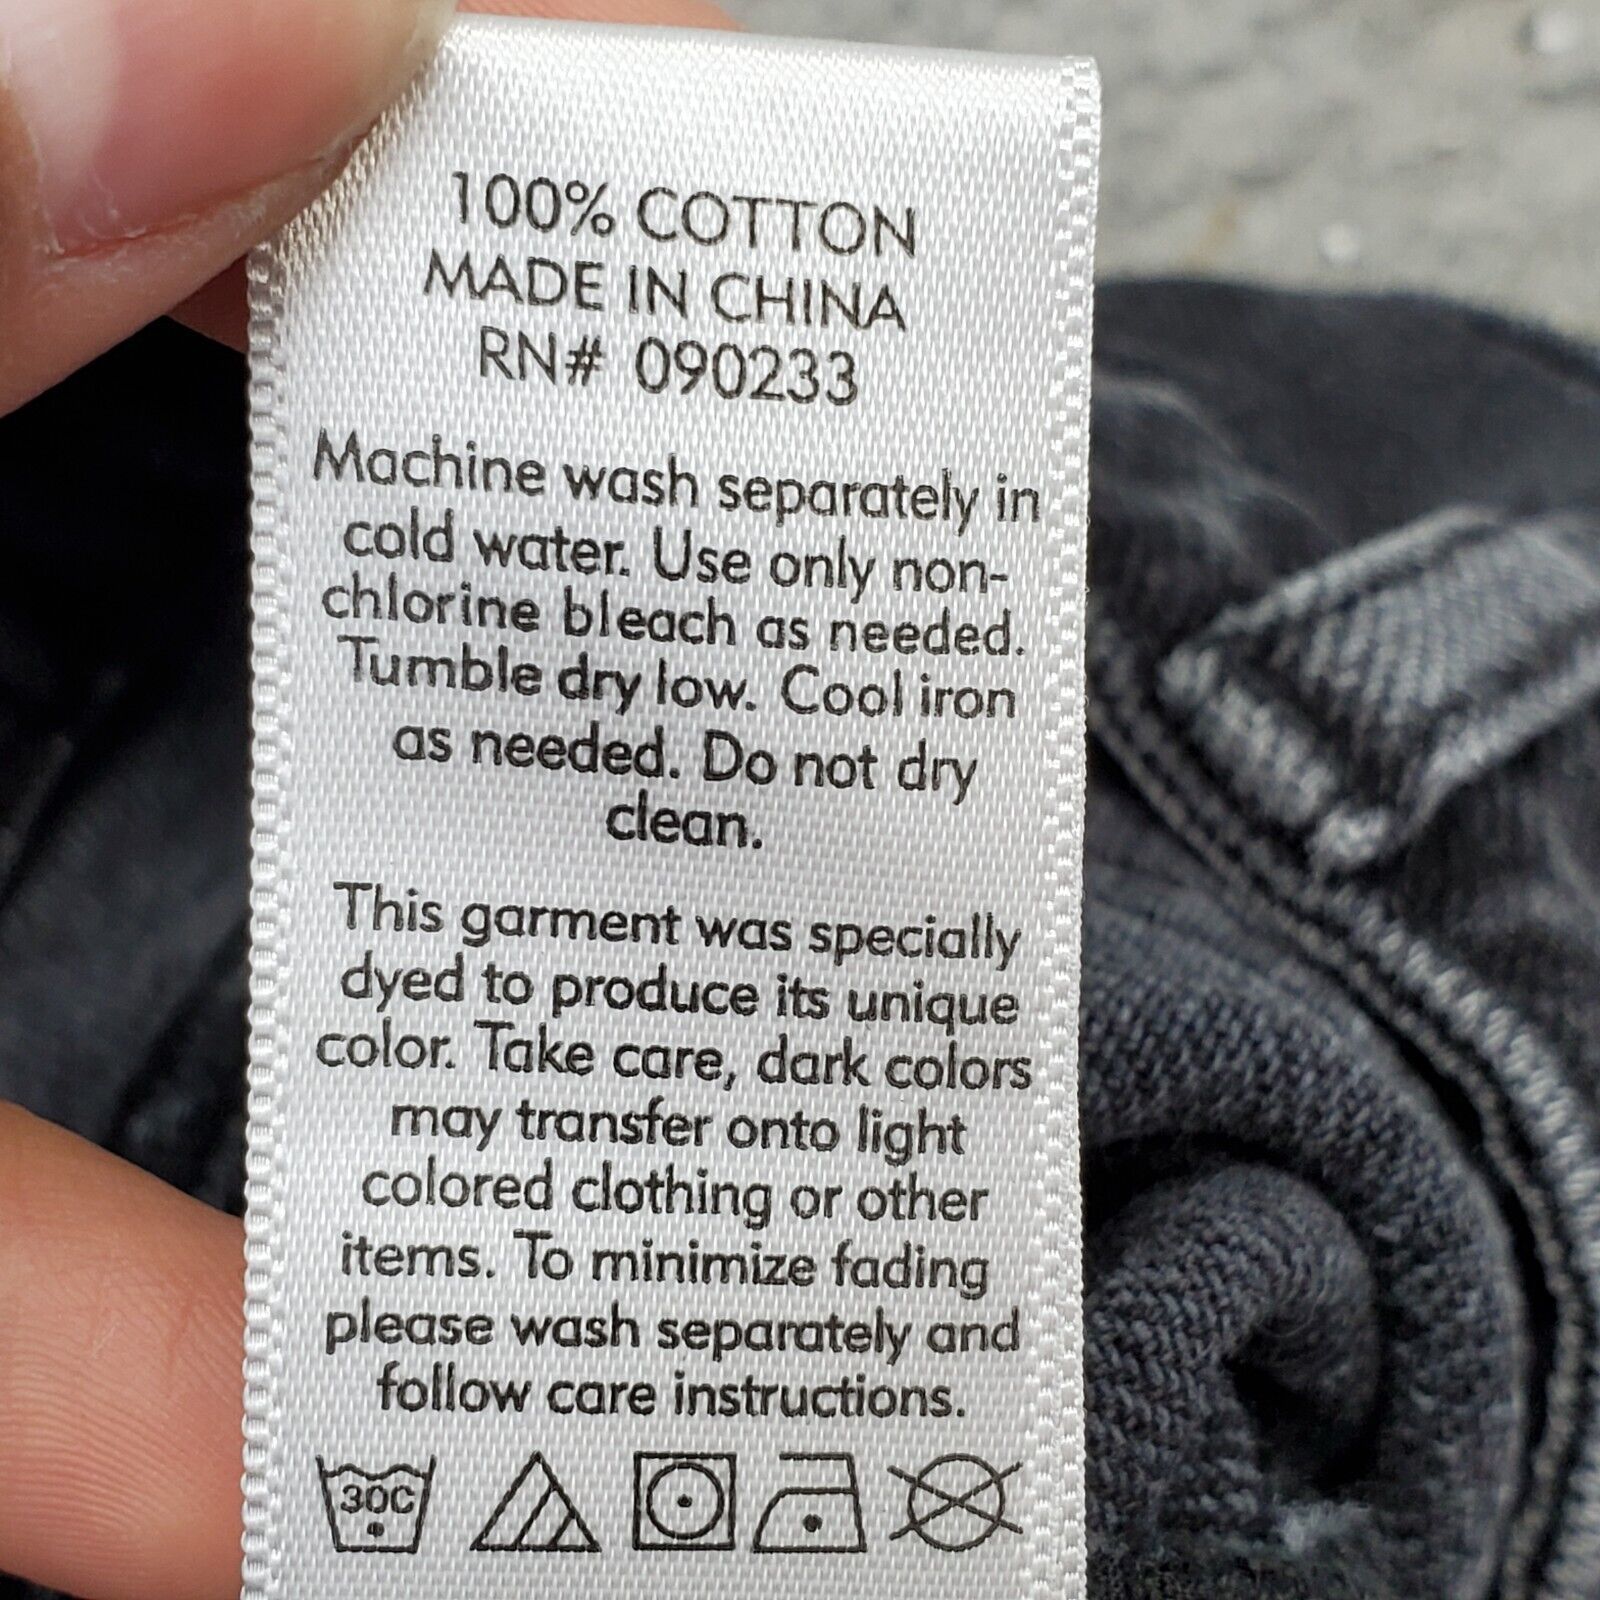 100% COTTON
MADE IN CHINA
RN# 090233
Machine wash separately in
cold water. Use only non-
chlorine bleach as needed.
Tumble dry low. Cool iron
as needed. Do not dry
clean.
This garment was specially
dyed to produce its unique
color. Take care, dark colors
may transfer onto light
colored clothing or other
items. To minimize fading
please wash separately and
follow care instructions.
30C